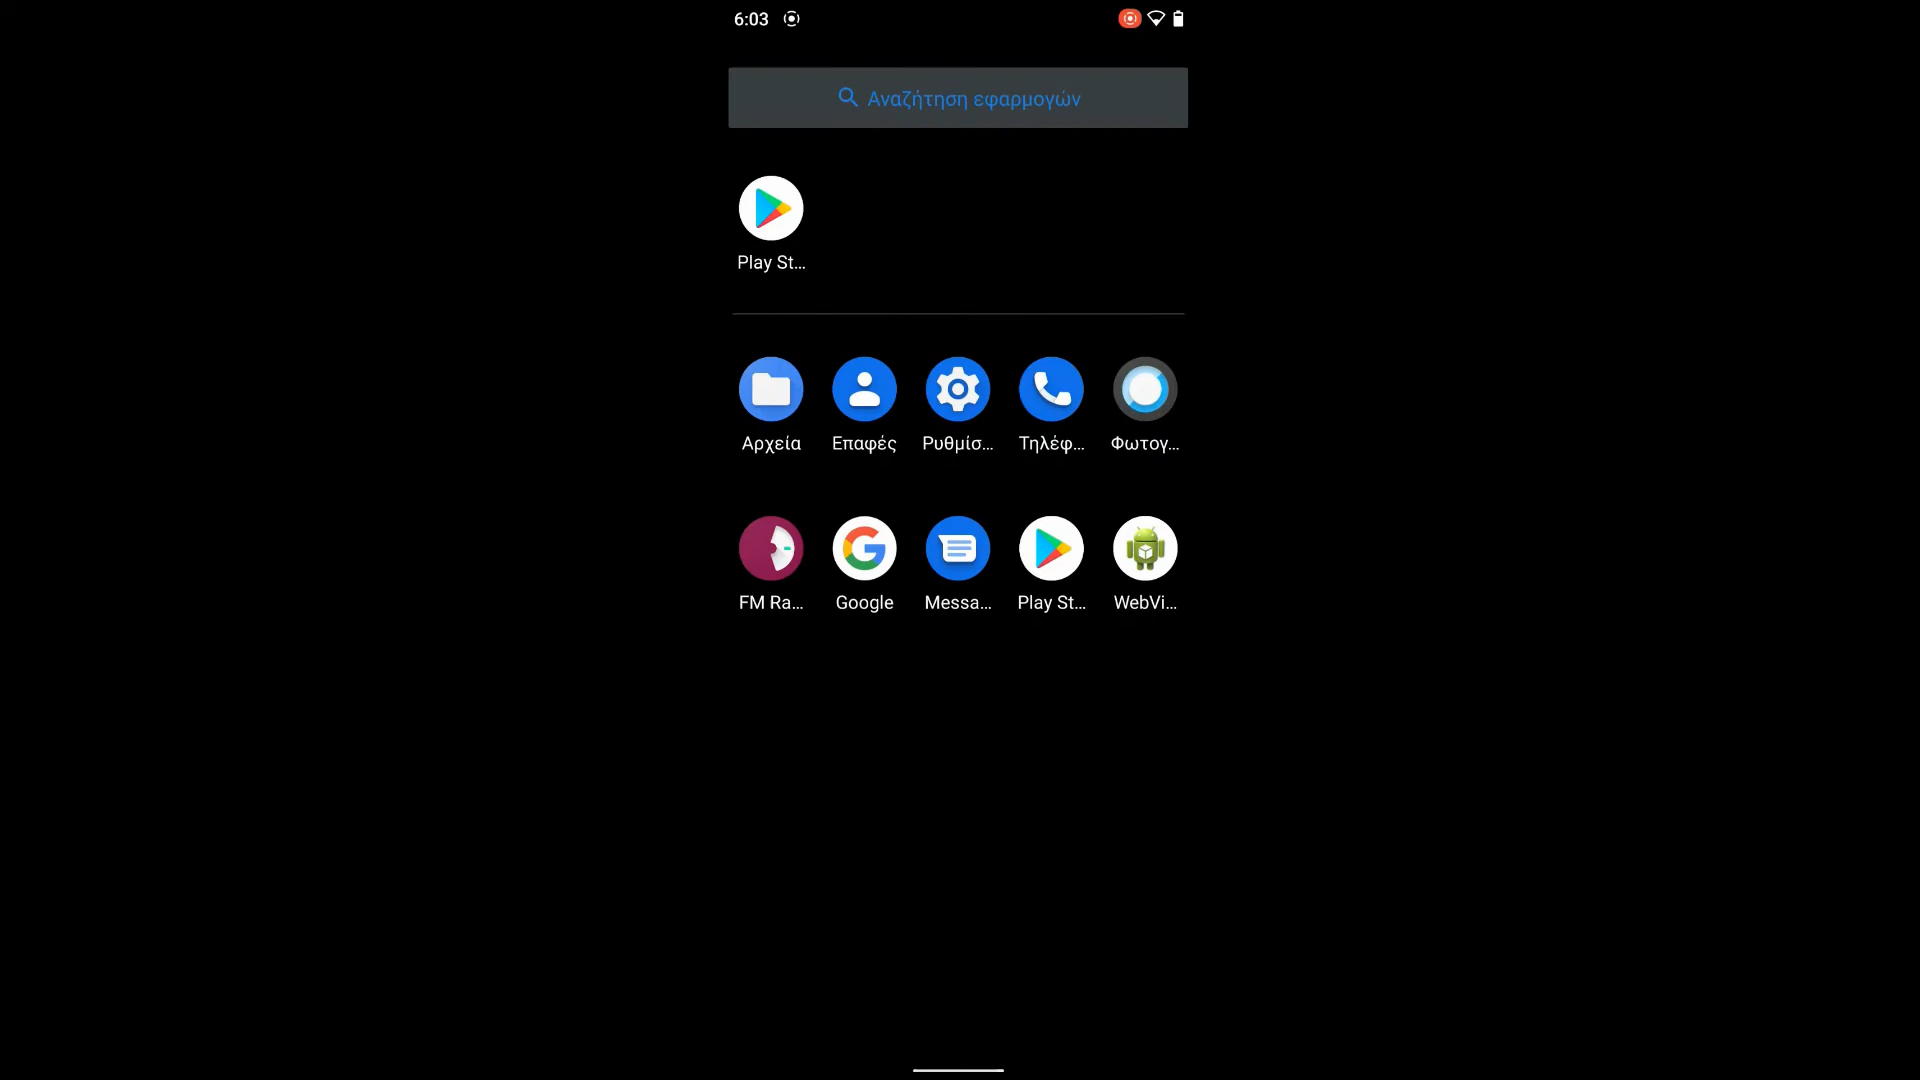 6:03
Αναζήτηση εφαρμογών
Play St...
Αρχεία Επαφές Ρυθμίσ... Τηλέφ... Φωτογ...
FM Ra... Google Messa... Play St... WebVi...